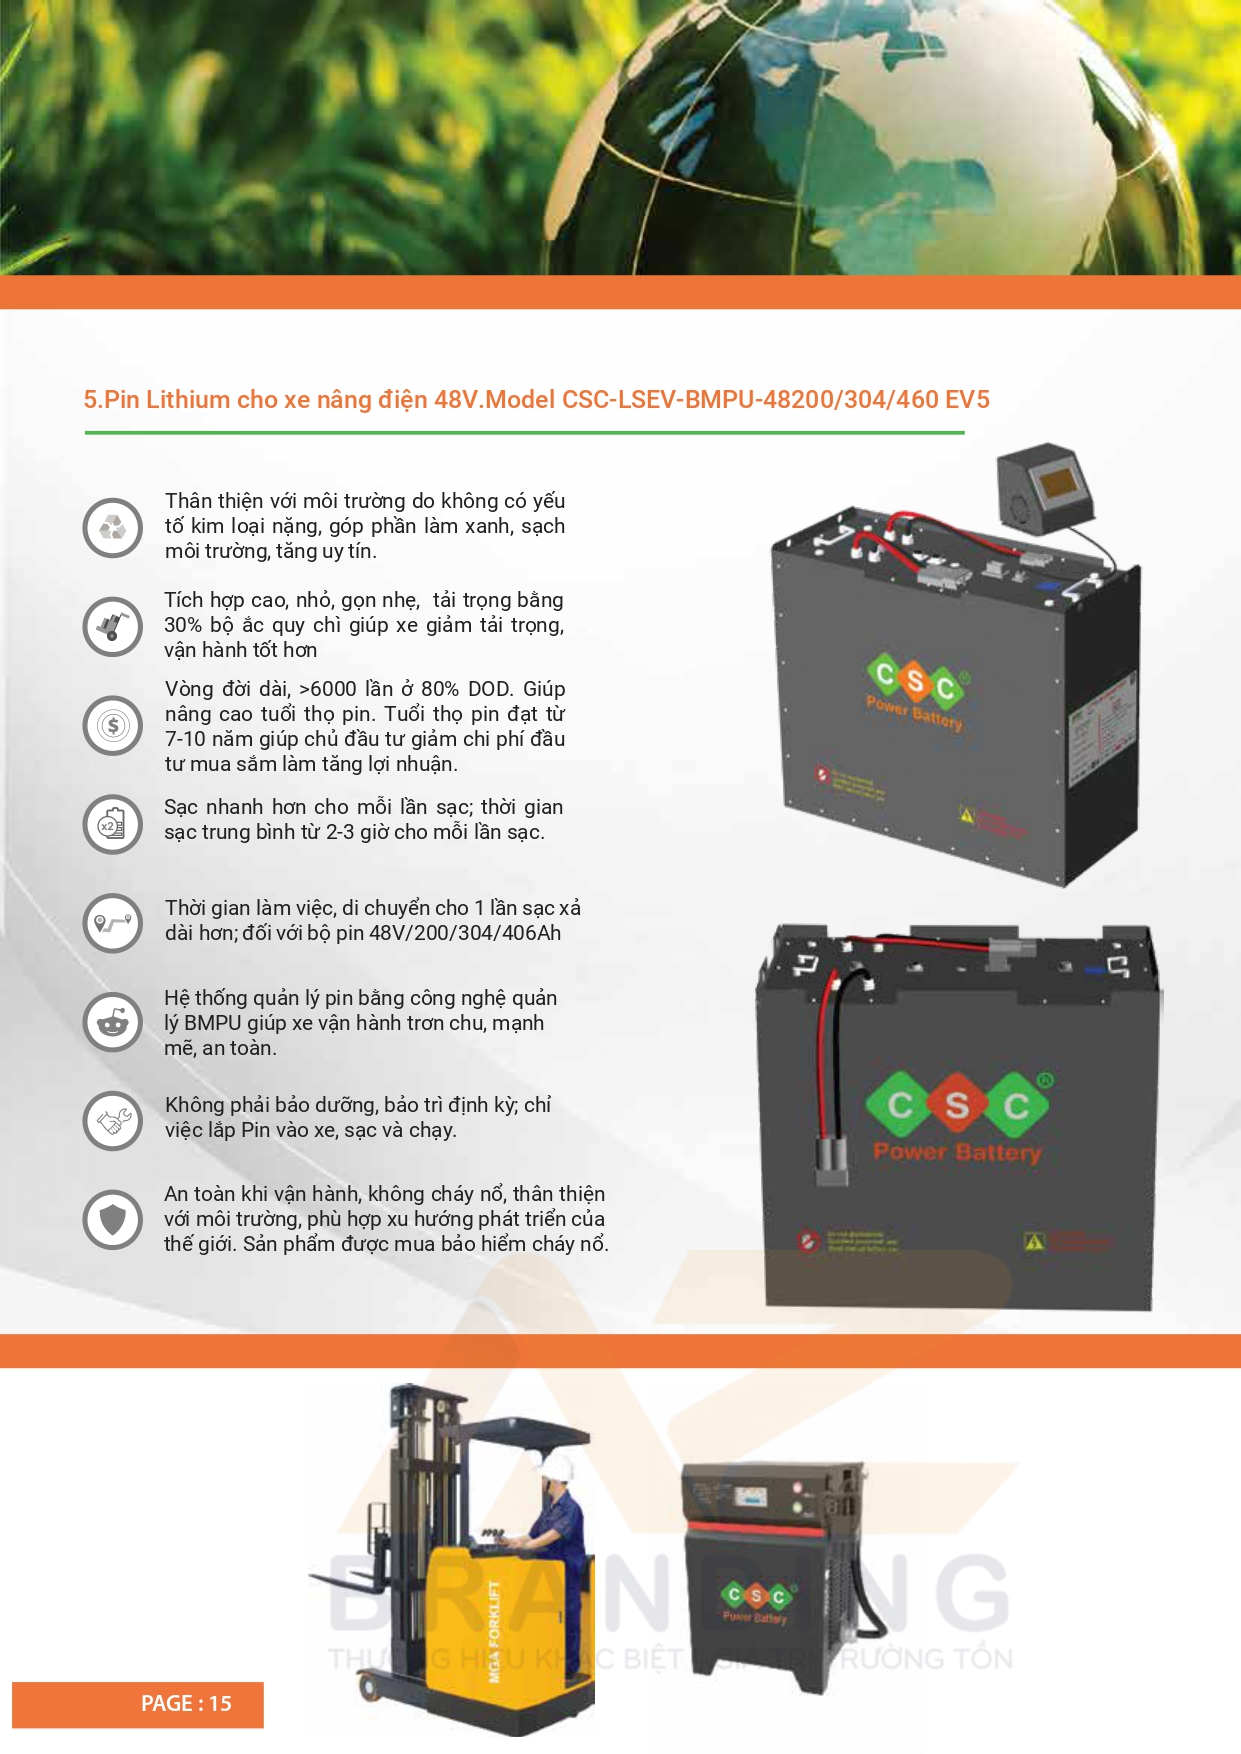 5.Pin Lithium cho xe nâng điện 48V.Model CSC-LSEV-BMPU-48200/304/460 EV5
Thân thiện với môi trường do không có yếu
tố kim loại nặng, góp phần làm xanh, sạch
môi trường, tăng uy tín.
Tích hợp cao, nhỏ, gọn nhẹ, tải trọng bằng
30% bộ ắc quy chì giúp xe giảm tải trọng,
vận hành tốt hơn
Vòng đời dài, >6000 lần ở 80% DOD. Giúp
nâng cao tuổi thọ pin. Tuổi thọ pin đạt từ
7-10 năm giúp chủ đầu tư giảm chi phí đầu
tư mua sắm làm tăng lợi nhuận.
x2
Sạc nhanh hơn cho mỗi lần sạc; thời gian
sạc trung bình từ 2-3 giờ cho mỗi lần sạc.
Thời gian làm việc, di chuyển cho 1 lần sạc xả
dài hơn; đối với bộ pin 48V/200/304/406Ah
Hệ thống quản lý pin bằng công nghệ quản
lý BMPU giúp xe vận hành trơn chu, mạnh
mẽ, an toàn.
Không phải bảo dưỡng, bảo trì định kỳ; chỉ
việc lắp Pin vào xe, sạc và chạy.
An toàn khi vận hành, không cháy nổ, thân thiện
với môi trường, phù hợp xu hướng phát triển của
thế giới. Sản phẩm được mua bảo hiểm cháy nổ.
CSC®
Power Battery
CSC®
Power Battery
MGA FORKLIFT
CSC
Power Battery
AZ
BRANDING
THƯƠNG HIỆU KHÁC BIỆT - GIÁ TRỊ TRƯỜNG TỒN
PAGE : 15